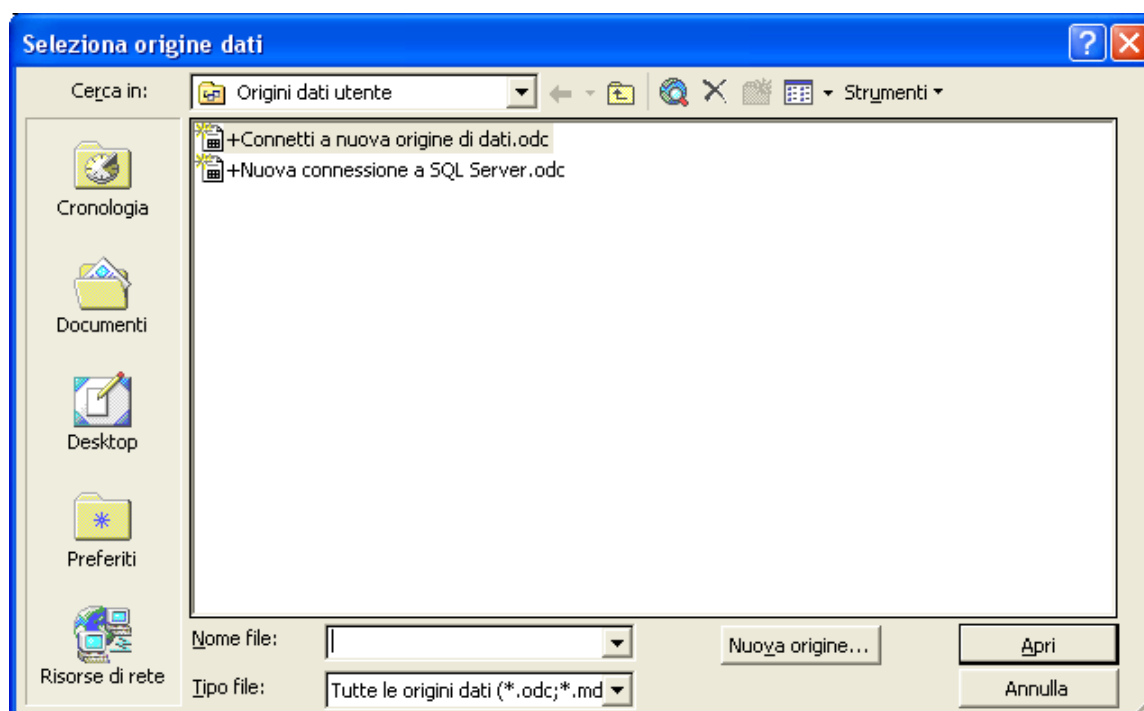 Seleziona origine dati
Cerca in: Origini dati utente Strumenti
+Connetti a nuova origine di dati.odc
+Nuova connessione a SQL Server.odc
Cronologia
Documenti
Desktop
Preferiti
Risorse di rete
Nome file: Nuova origine... Apri
Tipo file: Tutte le origini dati (*.odc;*.md Annulla